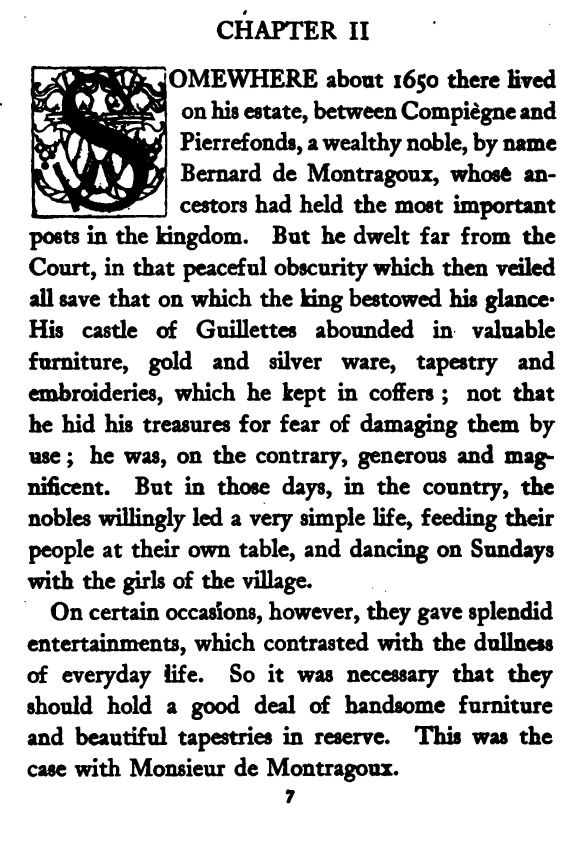 CHAPTER II
SOMEWHERE about 1650 there lived
on his estate, between Compiègne and
Pierrefonds, a wealthy noble, by name
Bernard de Montragoux, whose an-
cestors had held the most important
posts in the kingdom. But he dwelt far from the
Court, in that peaceful obscurity which then veiled
all save that on which the king bestowed his glance.
His castle of Guillettes abounded in valuable
furniture, gold and silver ware, tapestry and
embroideries, which he kept in coffers ; not that
he hid his treasures for fear of damaging them by
use ; he was, on the contrary, generous and mag-
nificent. But in those days, in the country, the
nobles willingly led a very simple life, feeding their
people at their own table, and dancing on Sundays
with the girls of the village.
On certain occasions, however, they gave splendid
entertainments, which contrasted with the dullness
of everyday life. So it was necessary that they
should hold a good deal of handsome furniture
and beautiful tapestries in reserve. This was the
case with Monsieur de Montragoux.
7